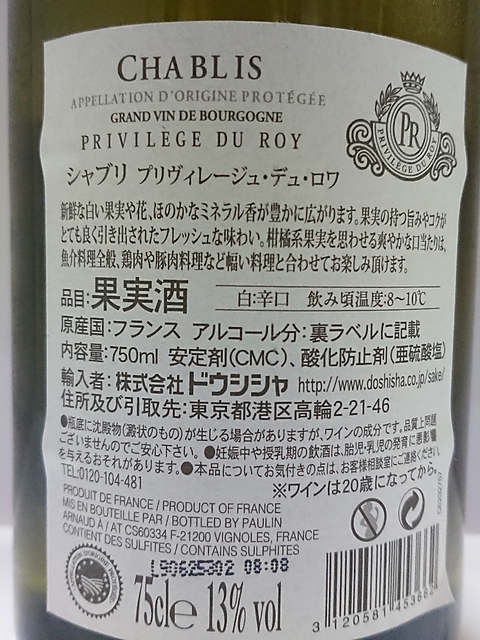 CHABLIS
APPELLATION D'ORIGINE PROTÉGÉE
GRAND VIN DE BOURGOGNE
PRIVILÈGE DU ROY
PR
PRIVILÈGE DU ROY
シャブリ プリヴィレージュ・デュ・ロワ
新鮮な白い果実や花、ほのかなミネラル香が豊かに広がります。果実の持つ旨みやコクが
とても良く引き出されたフレッシュな味わい。柑橘系果実を思わせる爽やかな口当たりは、
魚介料理全般、鶏肉や豚肉料理など幅広い料理と合わせてお楽しみ頂けます。
品目:果実酒 白:辛口 飲み頃温度:8~10℃
原産国:フランス アルコール分:裏ラベルに記載
内容量:750ml 安定剤(CMC)、酸化防止剤(亜硫酸塩)
輸入者:株式会社ドウシシャ http://www.doshisha.co.jp/sake/
住所及び引取先:東京都港区高輪2-21-46
●瓶底に沈殿物(澱状のもの)が生じる場合がありますが、ワインの成分です。品質上問題
ございませんのでご安心下さい。●妊娠中や授乳期の飲酒は、胎児・乳児の発育に悪影響
を与えるおそれがあります。●本品についてお気付きの点は、お客様相談室にご連絡ください。
TEL:0120-104-481
※ワインは20歳になってから。
PRODUIT DE FRANCE / PRODUCT OF FRANCE
MIS EN BOUTEILLE PAR / BOTTLED BY PAULIN
ARNAUD À / AT CS60334 F-21200 VIGNOLES, FRANCE
CONTIENT DES SULFITES / CONTAINS SULPHITES
L90625302 08:08
75cl e 13% vol
3 120581 453682